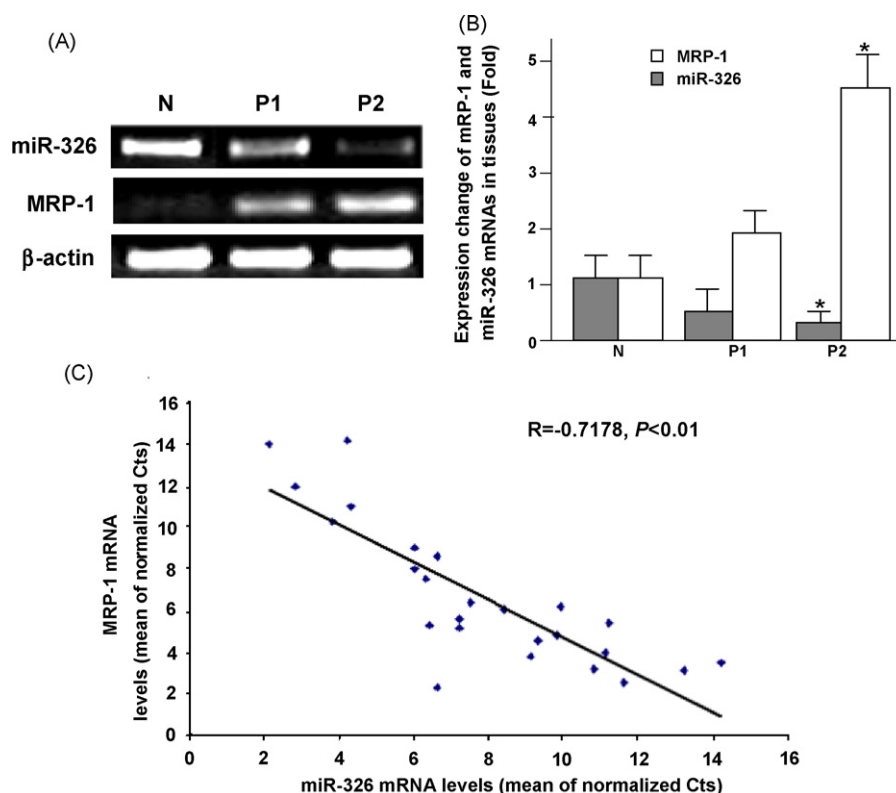 (A)
N P1 P2
miR-326
MRP-1
β-actin
(B)
Expression change of mRP-1 and
miR-326 mRNAs in tissues (Fold)
5
4
2
1
0
MRP-1
miR-326
*
*
N P1 P2
(C)
MRP-1 mRNA
levels (mean of normalized Cts)
16
14
12
10
8
6
4
2
0
R=-0.7178, P<0.01
0 2 4 6 8 10 12 14 16
miR-326 mRNA levels (mean of normalized Cts)